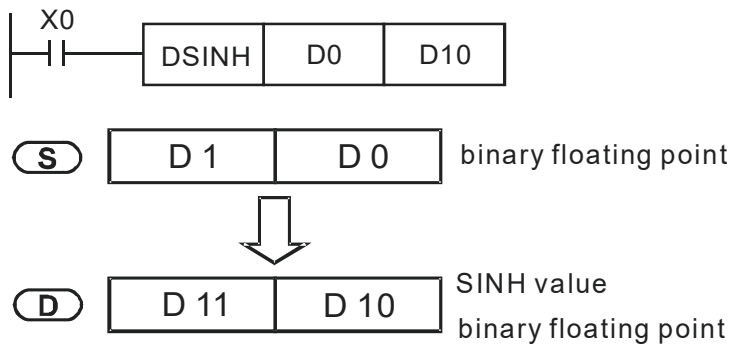 X0
DSINH D0 D10
S D 1 D 0 binary floating point
D D 11 D 10 SINH value
binary floating point